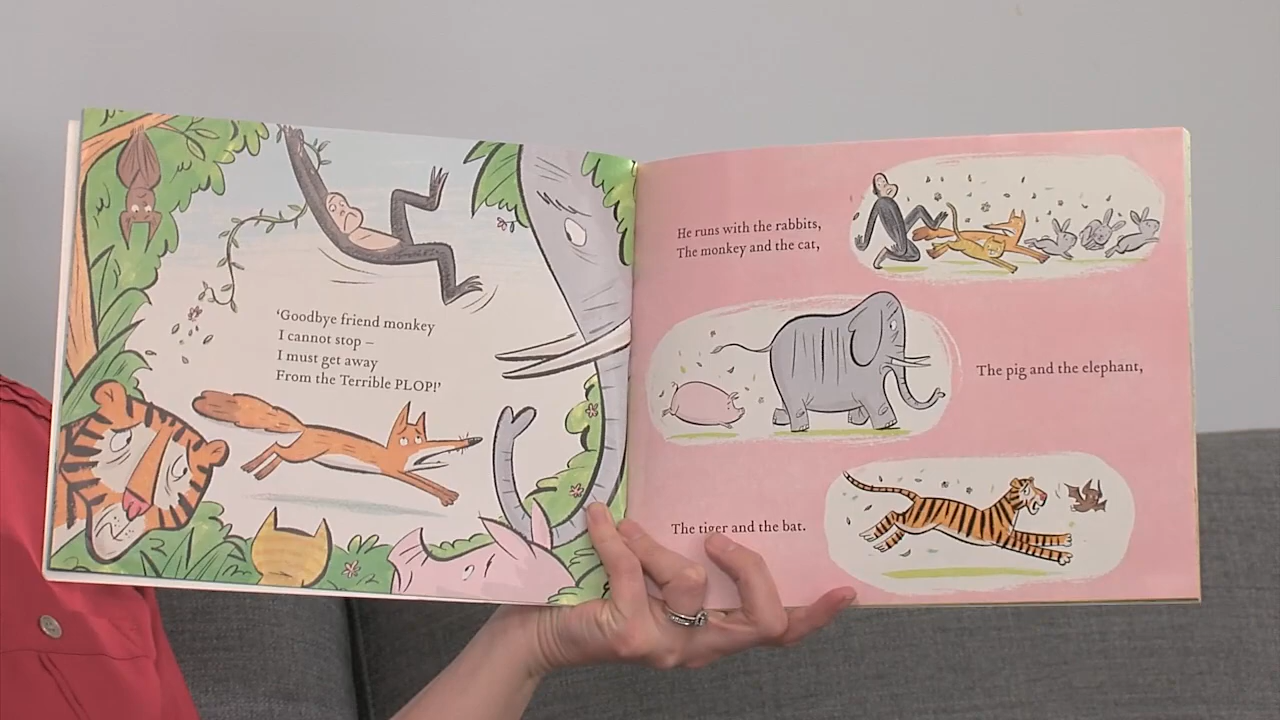 ‘Goodbye friend monkey
I cannot stop –
I must get away
From the Terrible PLOP!’
He runs with the rabbits,
The monkey and the cat,
The pig and the elephant,
The tiger and the bat.